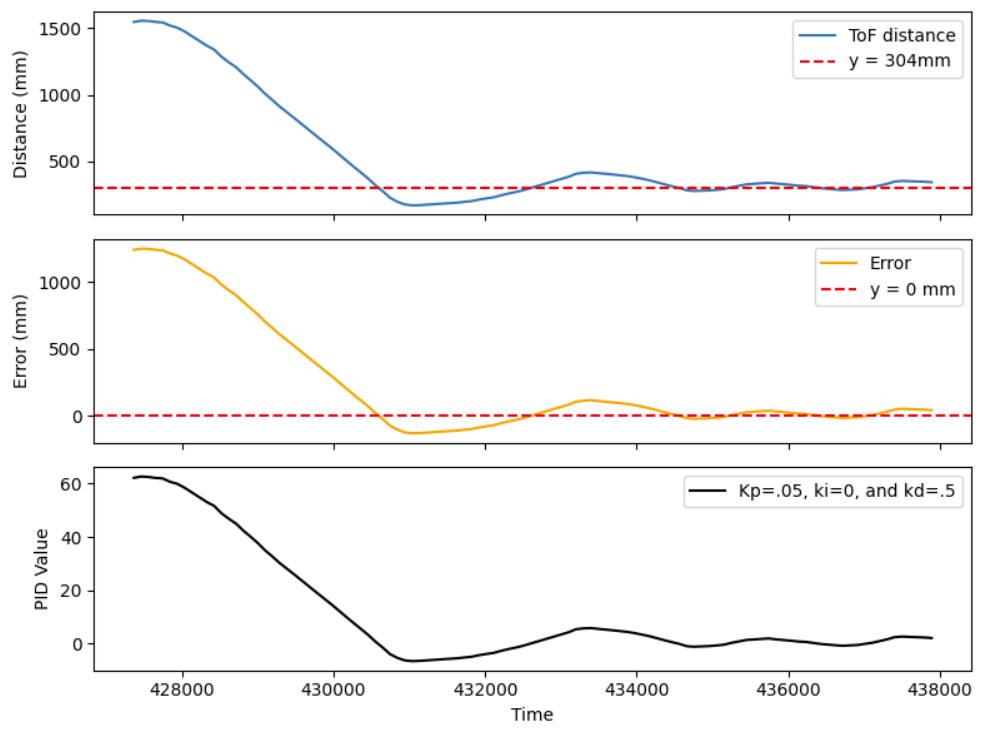 1500
1000
500
Distance (mm)
ToF distance
y = 304mm
1000
500
0
Error (mm)
Error
y = 0 mm
60
40
20
0
PID Value
Kp=.05, ki=0, and kd=.5
428000 430000 432000 434000 436000 438000
Time